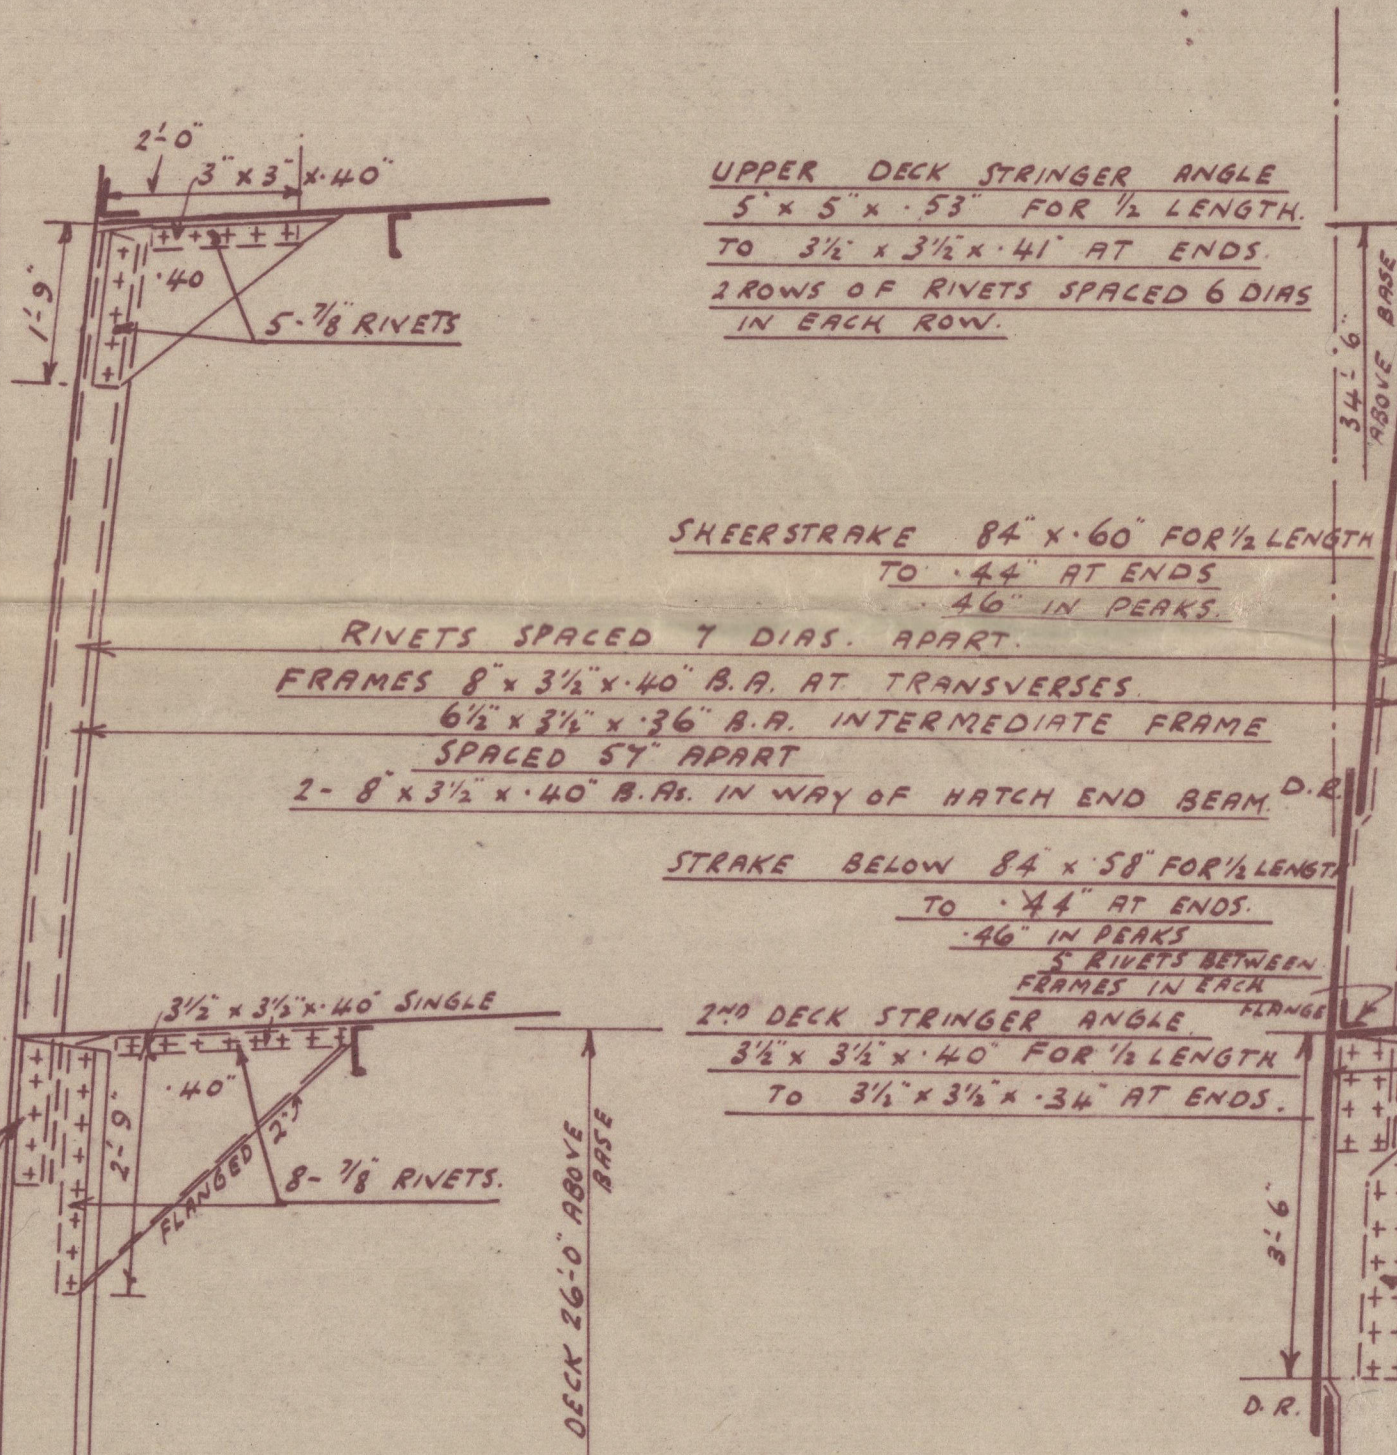 2'-0"
3" x 3" x .40"
1'-9"
.40
5-7/8" RIVETS
UPPER DECK STRINGER ANGLE
5" x 5" x .53" FOR 1/2 LENGTH.
TO 3 1/2" x 3 1/2" x .41" AT ENDS.
2 ROWS OF RIVETS SPACED 6 DIAS
IN EACH ROW.
34'-6"
ABOVE BASE
SHEERSTRAKE 84" x .60" FOR 1/2 LENGTH
TO .44" AT ENDS
.46" IN PEAKS.
RIVETS SPACED 7 DIAS. APART.
FRAMES 8" x 3 1/2" x .40" B.A. AT TRANSVERSES.
6 1/2" x 3 1/2" x .36" B.A. INTERMEDIATE FRAME
SPACED 57" APART
2- 8" x 3 1/2" x .40" B.As. IN WAY OF HATCH END BEAM.
D.R.
STRAKE BELOW 84" x .58" FOR 1/2 LENGTH
TO .44" AT ENDS.
.46" IN PEAKS
5 RIVETS BETWEEN
FRAMES IN EACH
FLANGE
2ND DECK STRINGER ANGLE.
3 1/2" x 3 1/2" x .40" FOR 1/2 LENGTH
TO 3 1/2" x 3 1/2" x .34" AT ENDS.
3 1/2" x 3 1/2" x .40" SINGLE
.40"
2'-9"
FLANGED
8- 7/8" RIVETS.
DECK 26'-0" ABOVE
BASE
3'-6"
D.R.